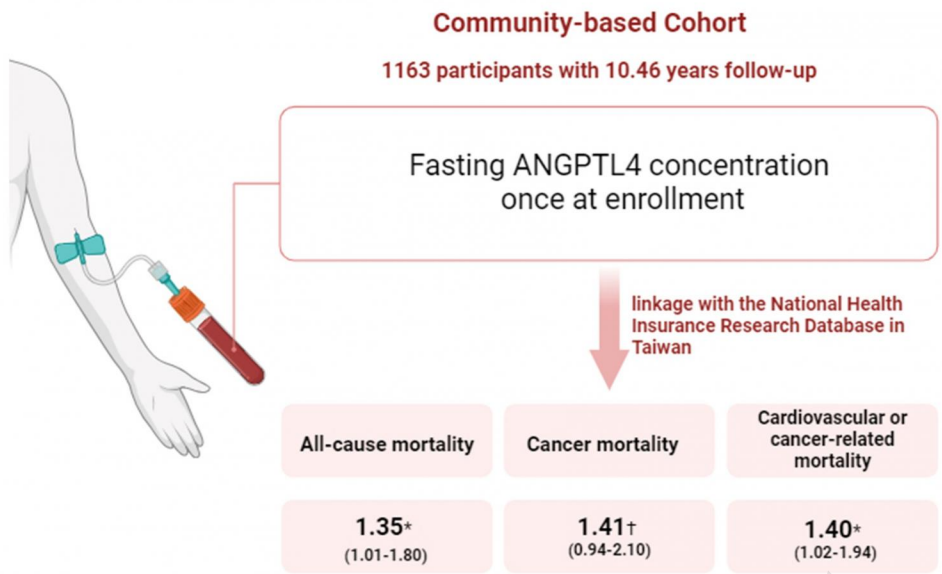 Community-based Cohort
1163 participants with 10.46 years follow-up
Fasting ANGPTL4 concentration
once at enrollment
linkage with the National Health
Insurance Research Database in
Taiwan
All-cause mortality
Cancer mortality
Cardiovascular or
cancer-related
mortality
1.35*
(1.01-1.80)
1.41†
(0.94-2.10)
1.40*
(1.02-1.94)